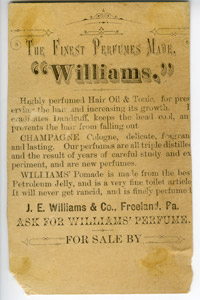 THE FINEST PERFUMES MADE,
"Williams,"
Highly perfumed Hair Oil & Tonic, for pres
erving the hair and increasing its growth. I
radicates Dandruff, keeps the head cool, an
prevents the hair from falling out
CHAMPAGNE Cologne, delicate, fragran
and lasting. Our perfumes are all triple distille
and the result of years of careful study and ex
periment, and are new perfumes.
WILLIAMS' Pomade is made from the bes
Petroleum Jelly, and is a very fine toilet article
It will never get rancid, and is finely perfume
J. E. Williams & Co., Freeland, Pa.
ASK FOR WILLIAMS' PERFUME.
FOR SALE BY